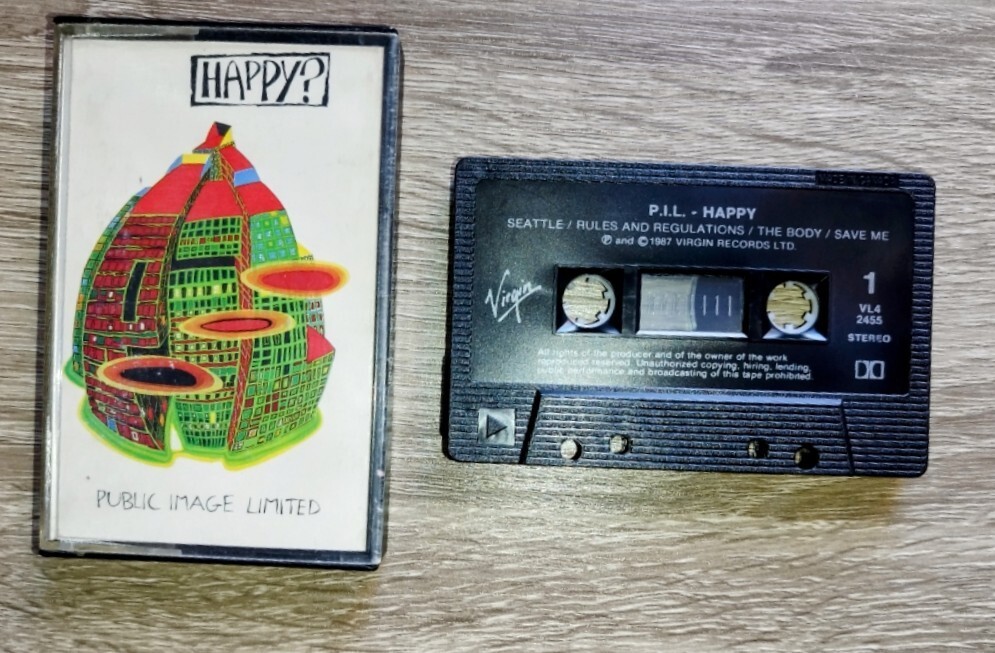 HAPPY?
PUBLIC IMAGE LIMITED
P.I.L. - HAPPY
SEATTLE / RULES AND REGULATIONS / THE BODY / SAVE ME
℗ and ©1987 VIRGIN RECORDS LTD.
Virgin
1
VL4
2455
STEREO
All rights of the producer and of the owner of the work
reproduced reserved. Unauthorized copying, hiring, lending,
public performance and broadcasting of this tape prohibited.